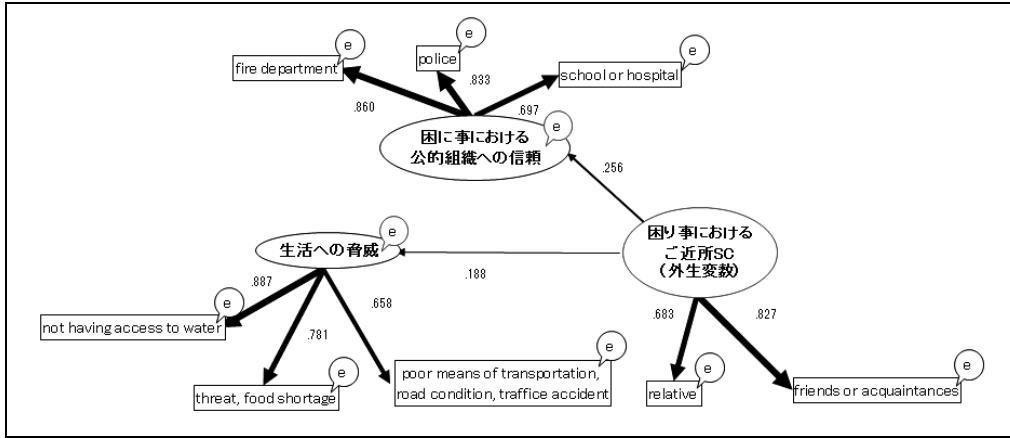 e
e
e
police
fire department
school or hospital
.833
.860
.697
e
困に事における
公的組織への信頼
.256
困り事における
ご近所SC
（外生変数）
e
生活への脅威
.188
.887
.658
.683
.827
e
not having access to water
.781
e
e
e
e
poor means of transportation,
road condition, traffice accident
threat, food shortage
relative
friends or acquaintances